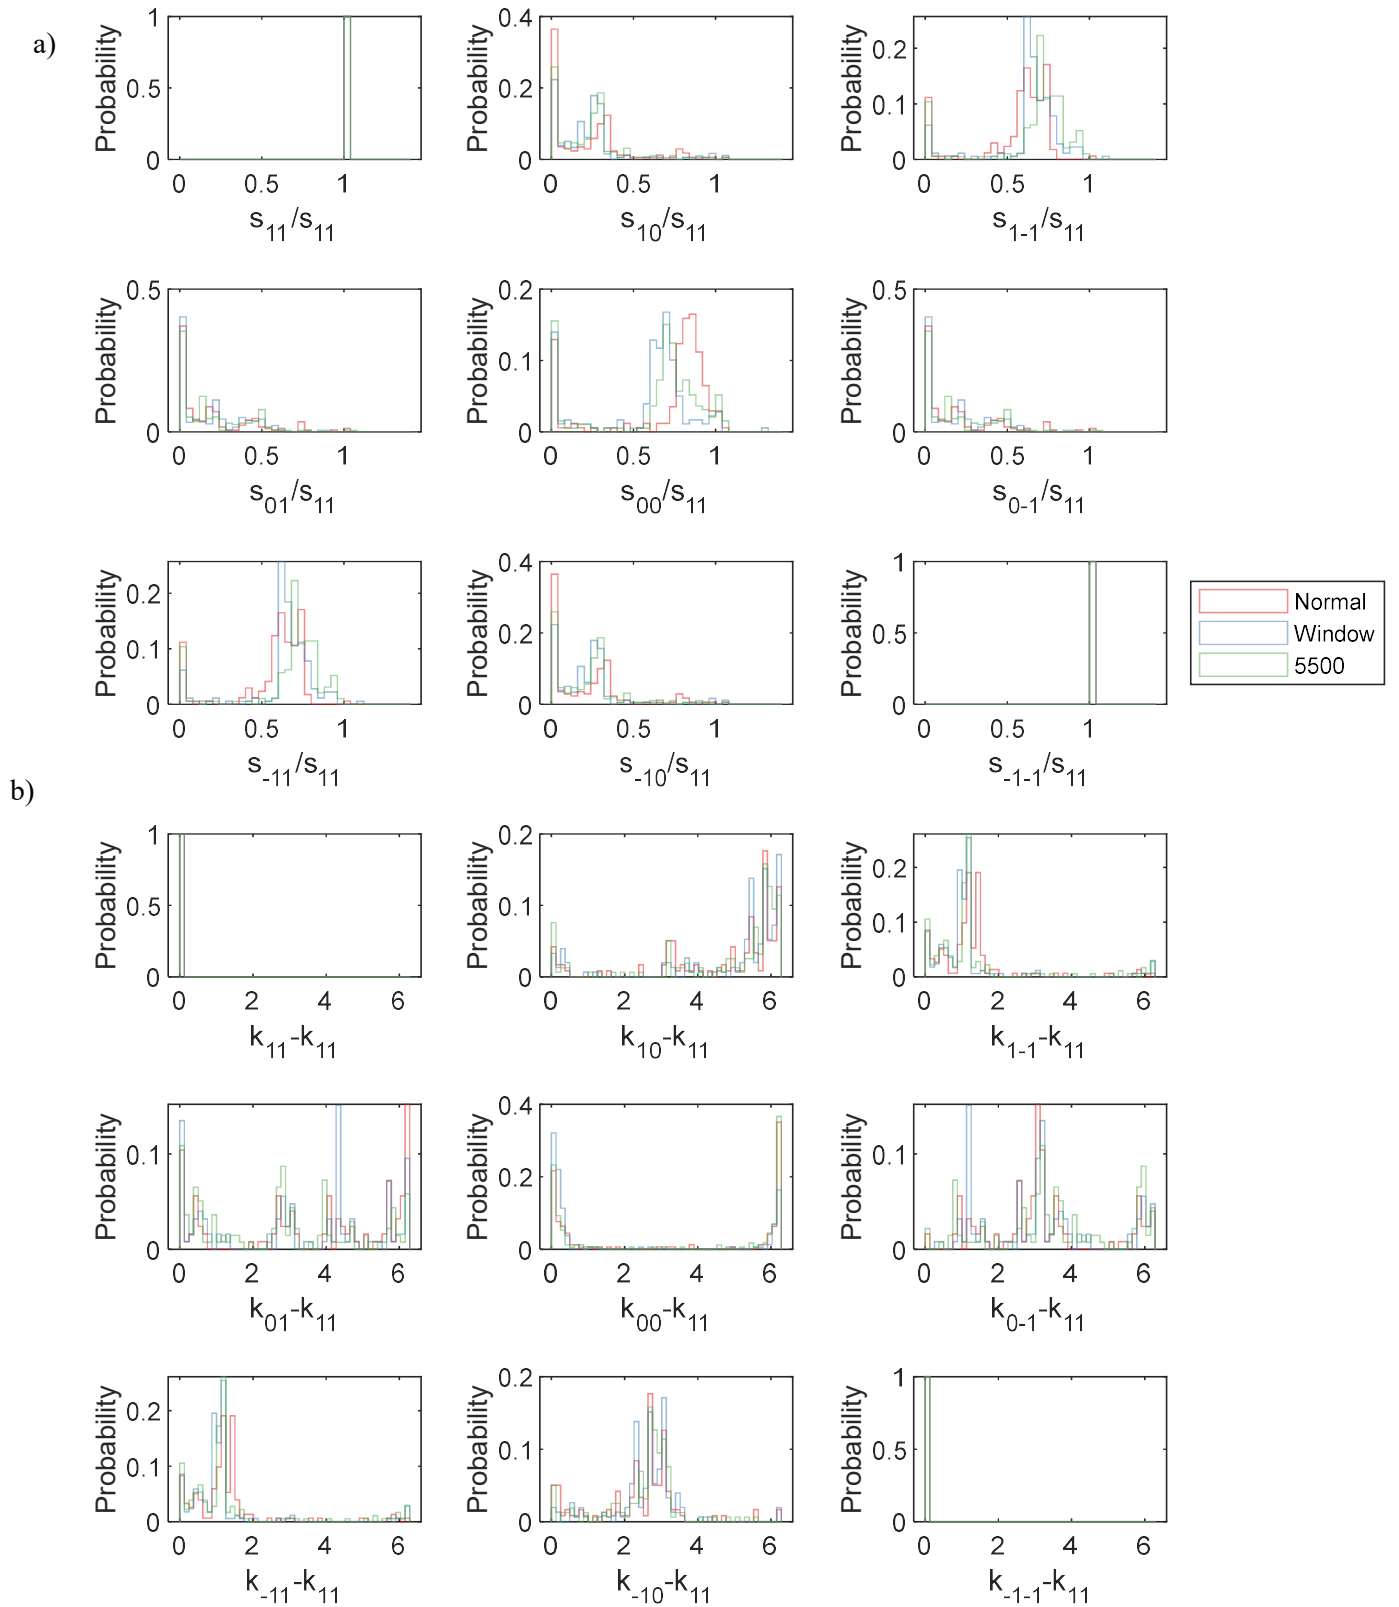 a)
Probability 1 0.5 0 0 0.5 1 s11/s11
Probability 0.4 0.2 0 0 0.5 1 s10/s11
Probability 0.2 0.1 0 0 0.5 1 s1-1/s11
Probability 0.5 0 0 0.5 1 s01/s11
Probability 0.2 0.1 0 0 0.5 1 s00/s11
Probability 0.5 0 0 0.5 1 s0-1/s11
Probability 0.2 0.1 0 0 0.5 1 s-11/s11
Probability 0.4 0.2 0 0 0.5 1 s-10/s11
Probability 1 0.5 0 0 0.5 1 s-1-1/s11
Normal
Window
5500
b)
Probability 1 0.5 0 0 2 4 6 k11-k11
Probability 0.2 0.1 0 0 2 4 6 k10-k11
Probability 0.2 0.1 0 0 2 4 6 k1-1-k11
Probability 0.1 0 0 2 4 6 k01-k11
Probability 0.4 0.2 0 0 2 4 6 k00-k11
Probability 0.1 0 0 2 4 6 k0-1-k11
Probability 0.2 0.1 0 0 2 4 6 k-11-k11
Probability 0.2 0.1 0 0 2 4 6 k-10-k11
Probability 1 0.5 0 0 2 4 6 k-1-1-k11